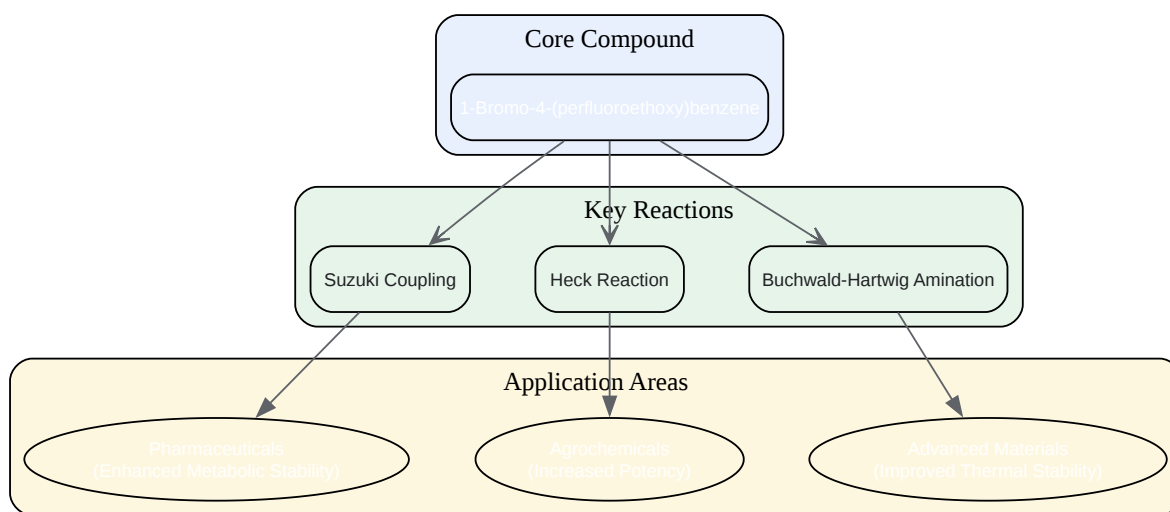 Core Compound
1-Bromo-4-(perfluoroethoxy)benzene
Key Reactions
Suzuki Coupling
Heck Reaction
Buchwald-Hartwig Amination
Application Areas
Pharmaceuticals
(Enhanced Metabolic Stability)
Agrochemicals
(Increased Potency)
Advanced Materials
(Improved Thermal Stability)